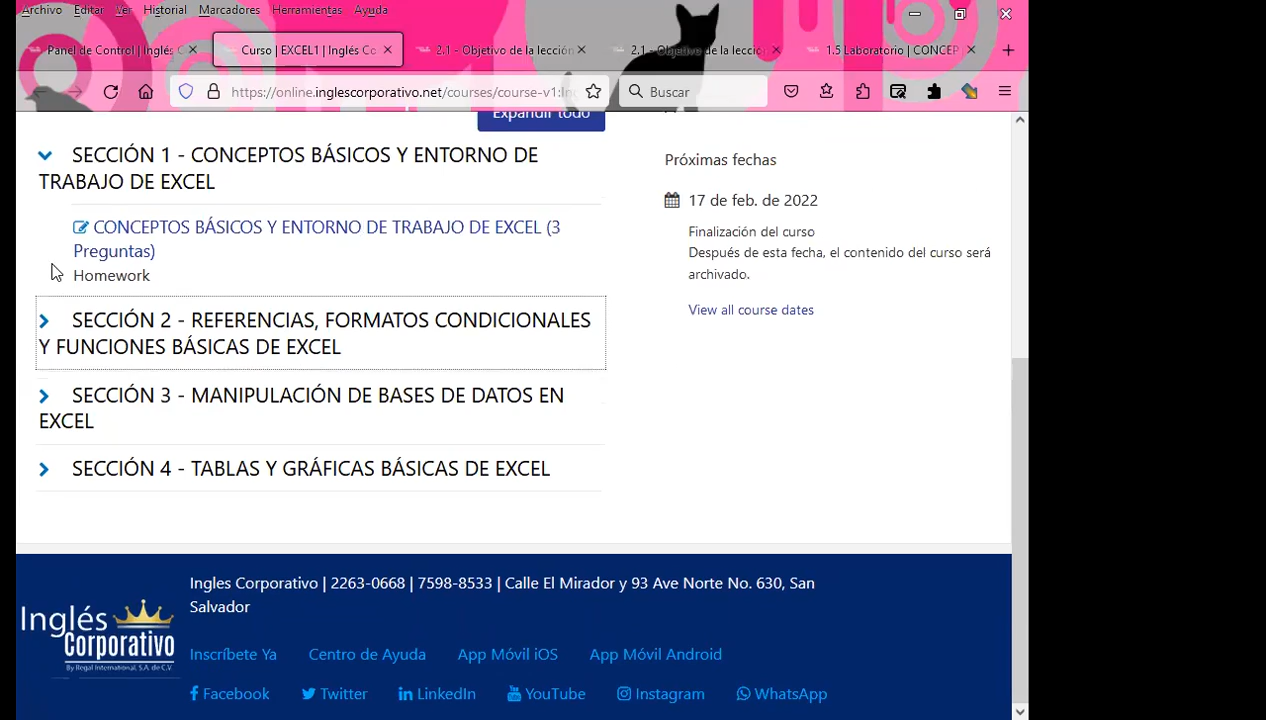 Archivo Editar Ver Historial Marcadores Herramientas Ayuda
Panel de Control | Inglés C
Curso | EXCEL1 | Inglés Co
2.1 - Objetivo de la lección
2.1 - Objetivo de la lecció
1.5 Laboratorio | CONCEP
https://online.inglescorporativo.net/courses/course-v1:In
Buscar
Expandir todo
SECCIÓN 1 - CONCEPTOS BÁSICOS Y ENTORNO DE
TRABAJO DE EXCEL
CONCEPTOS BÁSICOS Y ENTORNO DE TRABAJO DE EXCEL (3
Preguntas)
Homework
SECCIÓN 2 - REFERENCIAS, FORMATOS CONDICIONALES
Y FUNCIONES BÁSICAS DE EXCEL
SECCIÓN 3 - MANIPULACIÓN DE BASES DE DATOS EN
EXCEL
SECCIÓN 4 - TABLAS Y GRÁFICAS BÁSICAS DE EXCEL
Próximas fechas
17 de feb. de 2022
Finalización del curso
Después de esta fecha, el contenido del curso será
archivado.
View all course dates
Inglés
Corporativo
By Regal International, S.A. de C.V.
Ingles Corporativo | 2263-0668 | 7598-8533 | Calle El Mirador y 93 Ave Norte No. 630, San
Salvador
Inscríbete Ya Centro de Ayuda App Móvil iOS App Móvil Android
Facebook Twitter LinkedIn YouTube Instagram WhatsApp